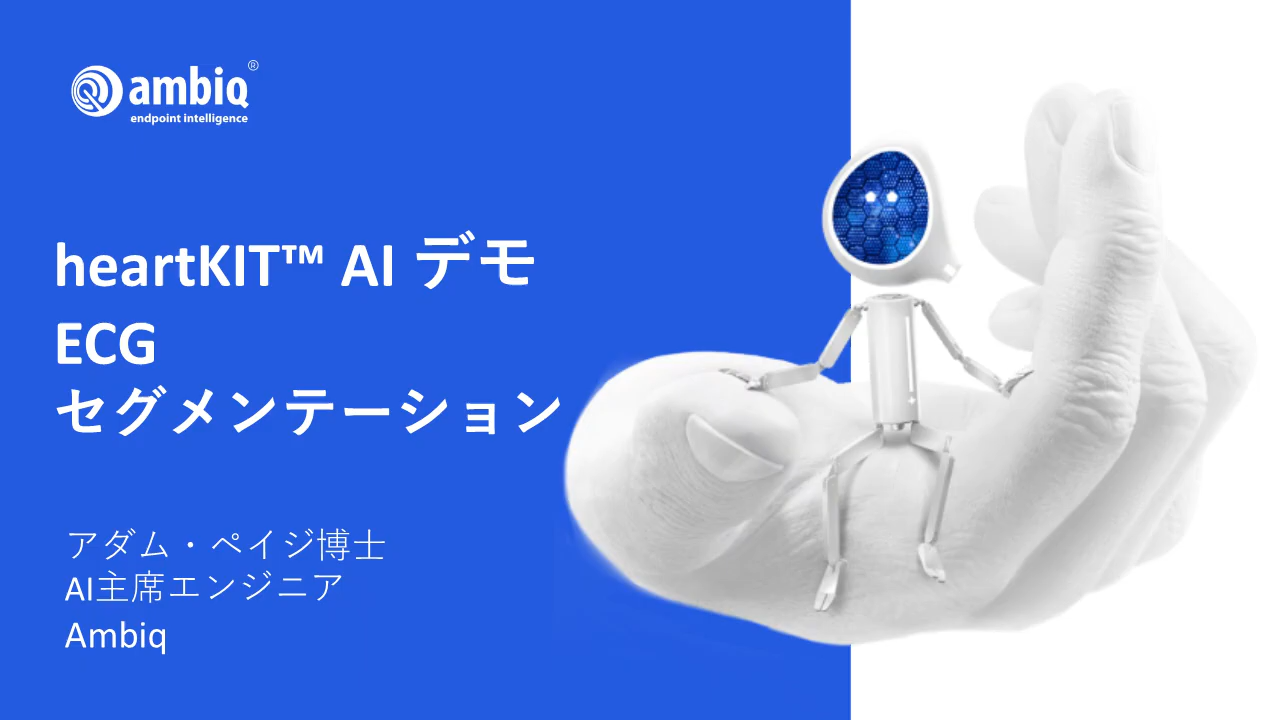 ambiq®
endpoint intelligence
heartKIT™ AI デモ
ECG
セグメンテーション
アダム・ペイジ博士
AI主席エンジニア
Ambiq